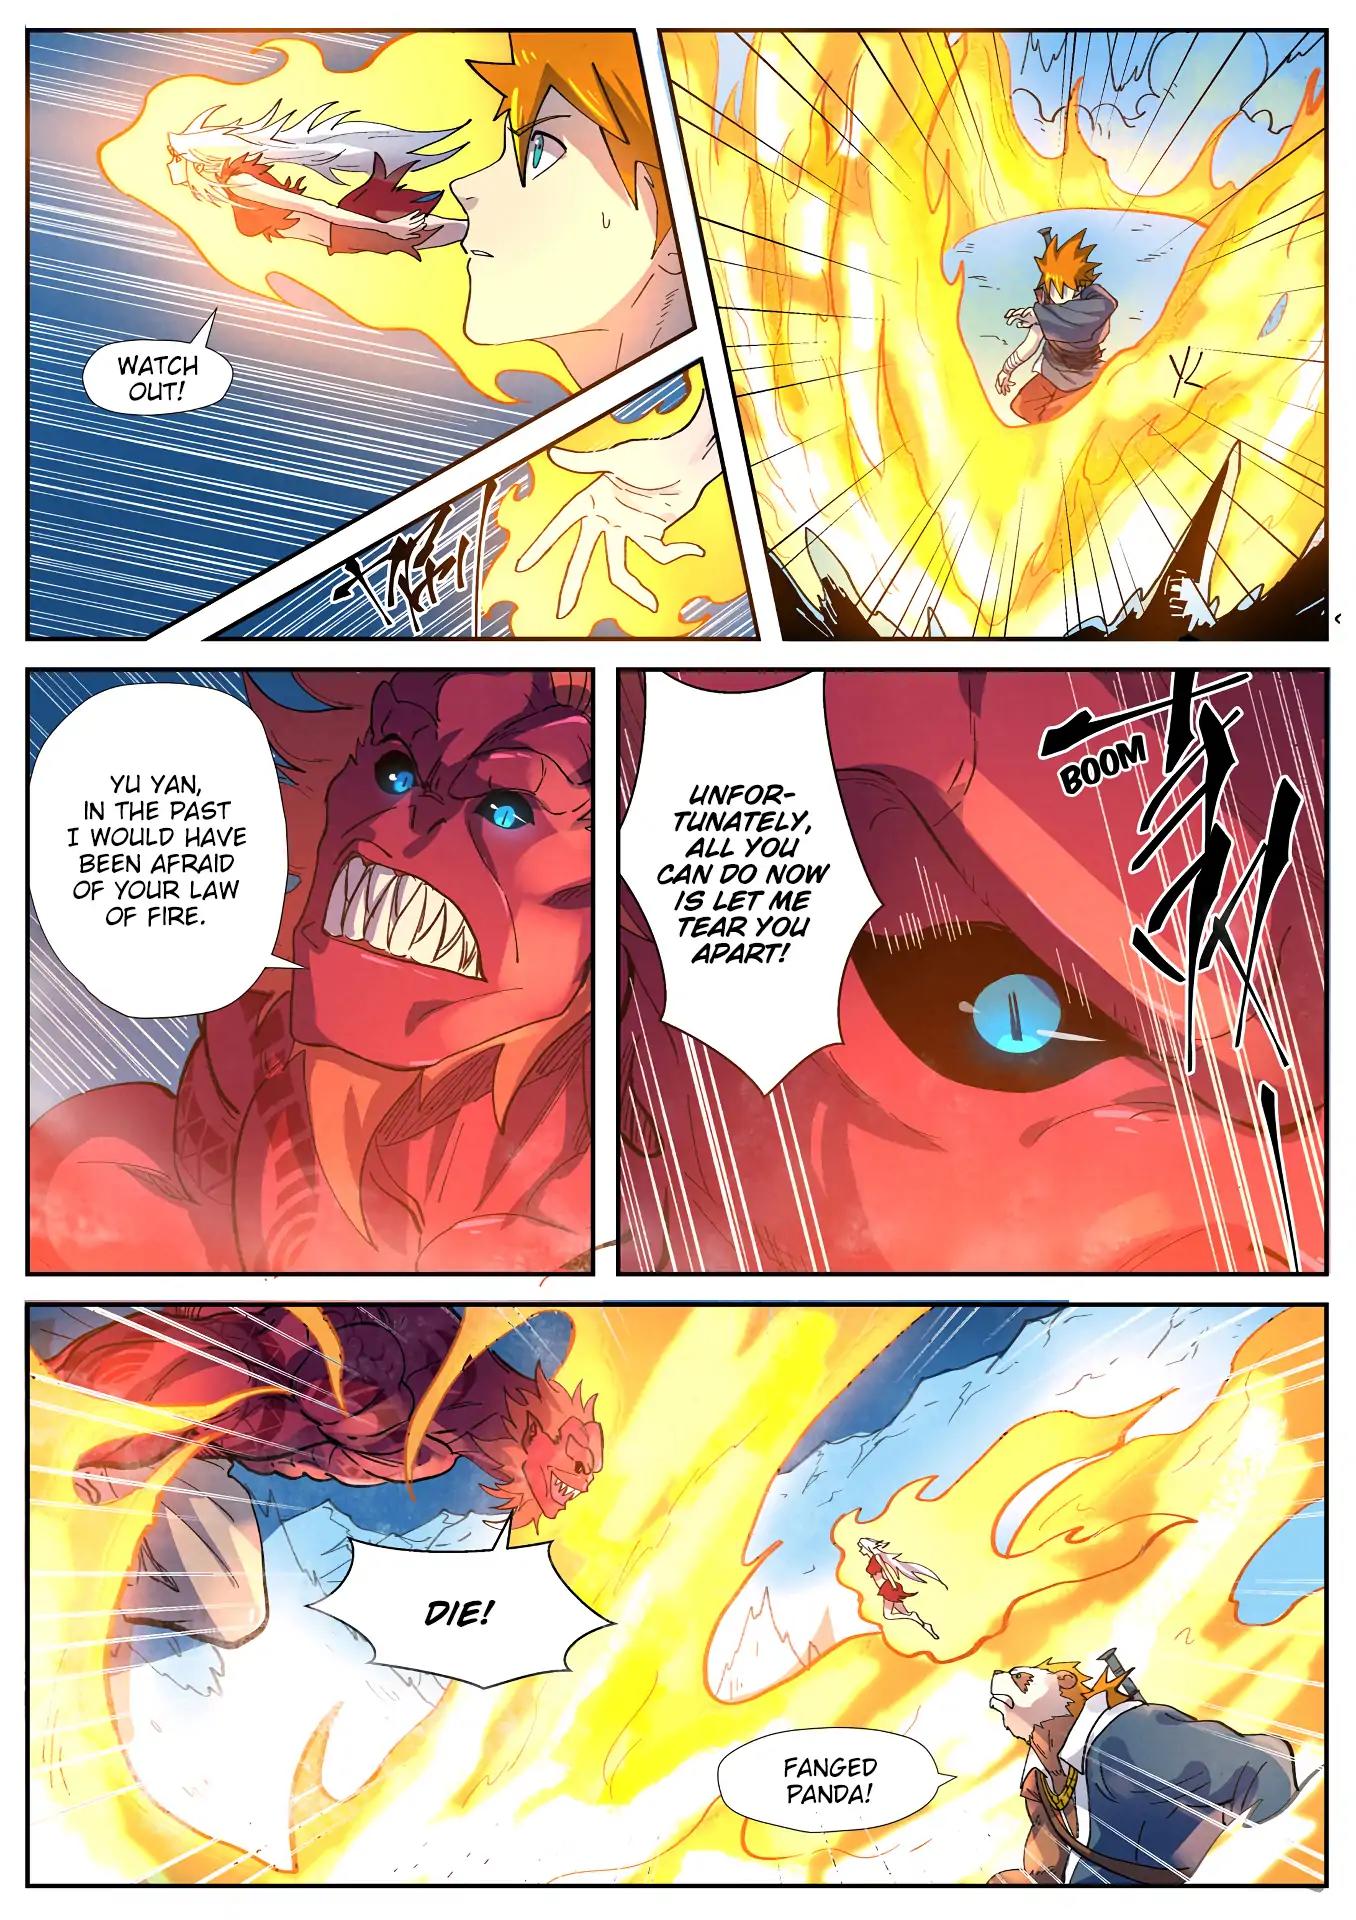 WATCH
OUT!
YU YAN,
IN THE PAST
I WOULD HAVE
BEEN AFRAID
OF YOUR LAW
OF FIRE.
UNFOR-
TUNATELY,
ALL YOU
CAN DO NOW
IS LET ME
TEAR YOU
APART!
BOOM
DIE!
FANGED
PANDA!